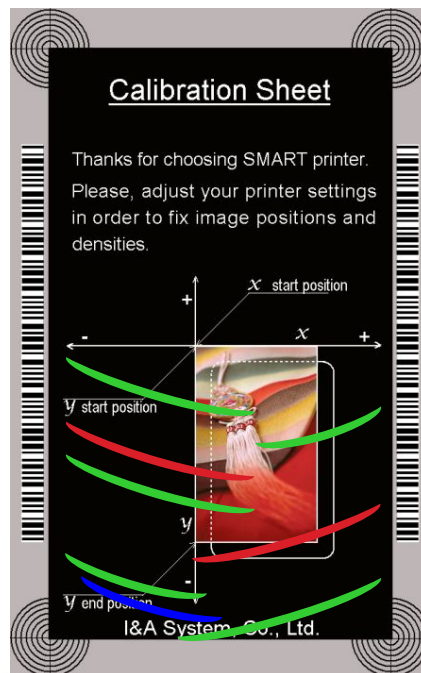 Calibration Sheet
Thanks for choosing SMART printer.
Please, adjust your printer settings
in order to fix image positions and
densities.
+
x start position
-
x
+
y start position
y
-
y end position
I&A System, Co., Ltd.